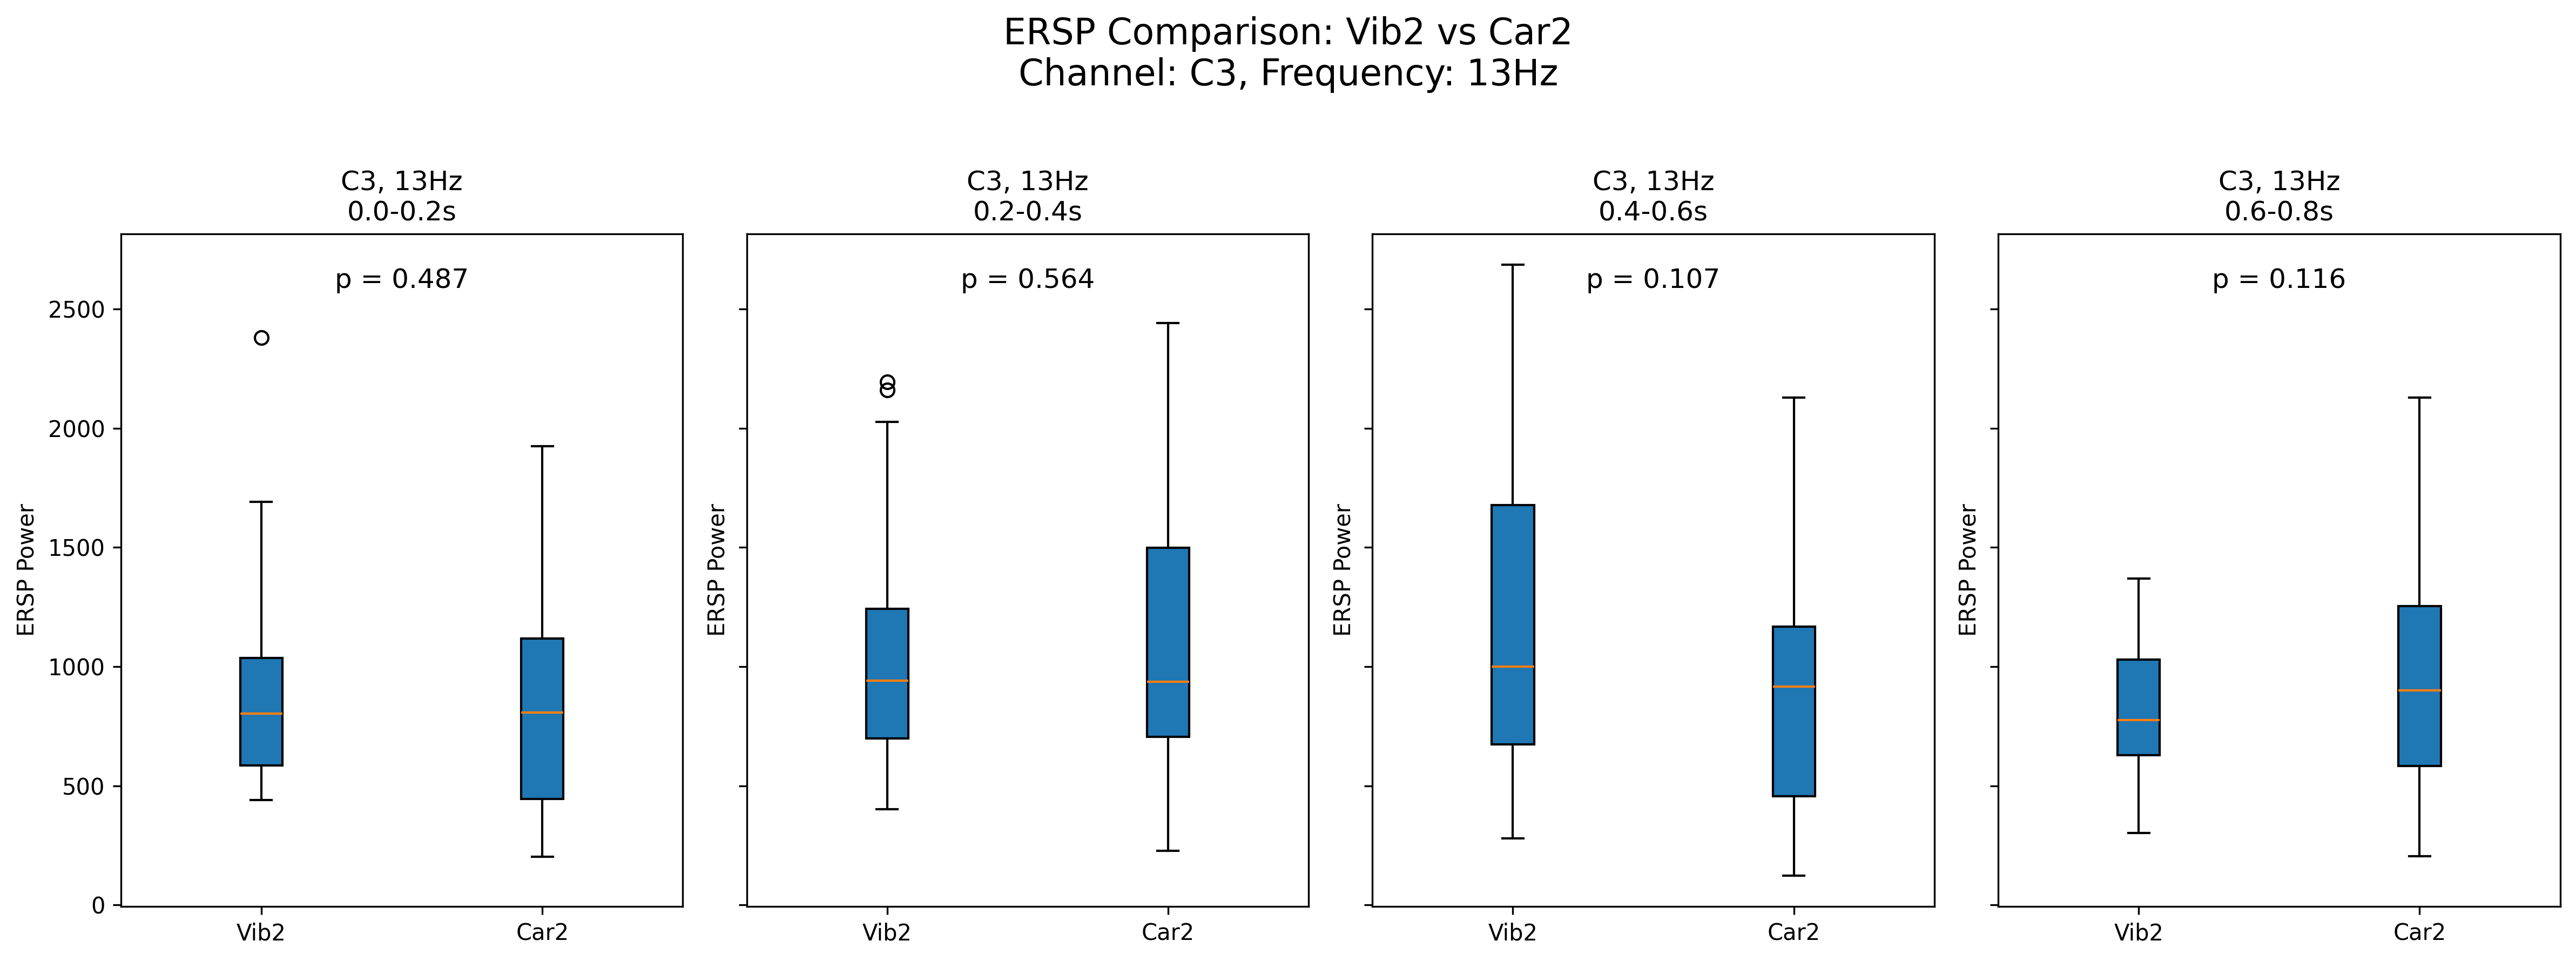 ERSP Comparison: Vib2 vs Car2
Channel: C3, Frequency: 13Hz
C3, 13Hz
0.0-0.2s
p = 0.487
ERSP Power
2500
2000
1500
1000
500
0
Vib2
Car2
C3, 13Hz
0.2-0.4s
p = 0.564
ERSP Power
Vib2
Car2
C3, 13Hz
0.4-0.6s
p = 0.107
ERSP Power
Vib2
Car2
C3, 13Hz
0.6-0.8s
p = 0.116
ERSP Power
Vib2
Car2